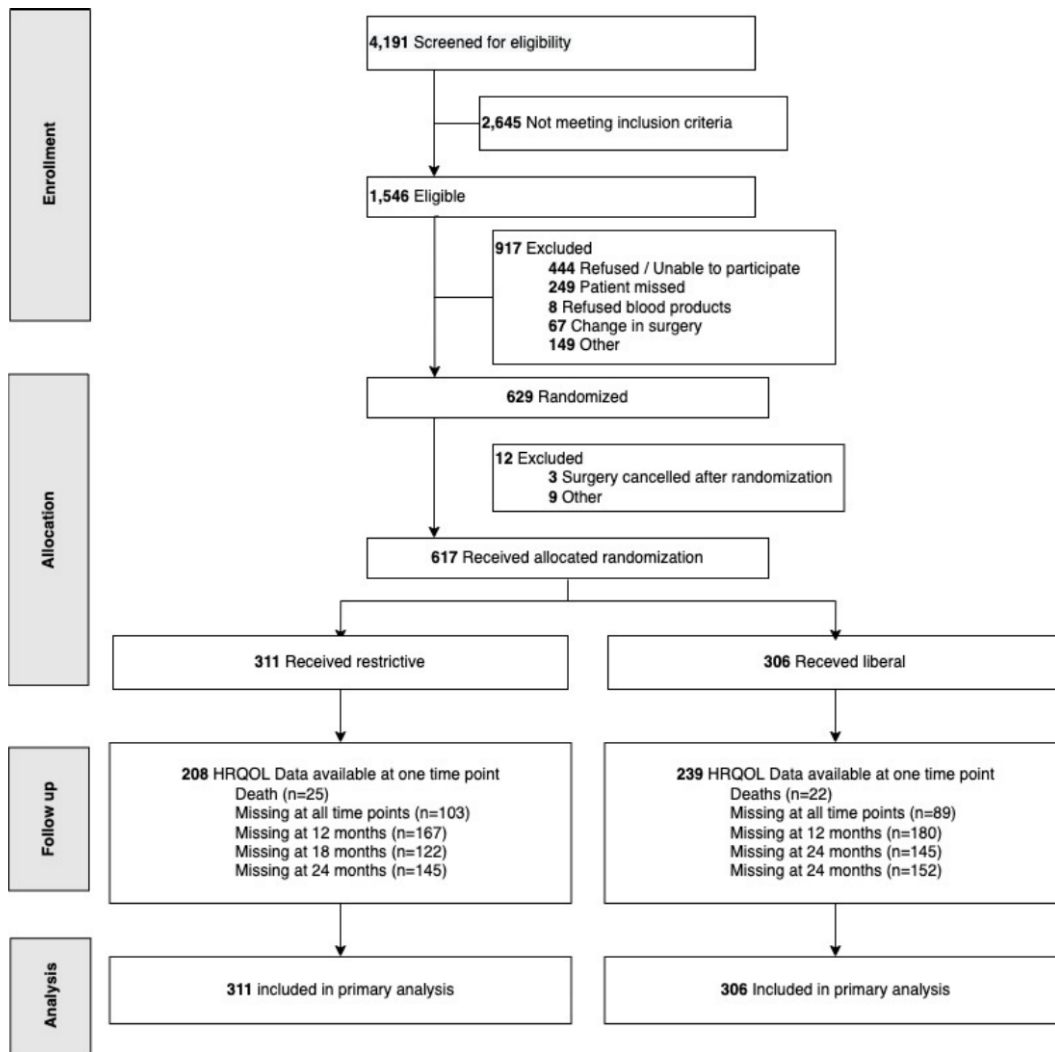 Enrollment
4,191 Screened for eligibility
2,645 Not meeting inclusion criteria
1,546 Eligible
917 Excluded
444 Refused / Unable to participate
249 Patient missed
8 Refused blood products
67 Change in surgery
149 Other
Allocation
629 Randomized
12 Excluded
3 Surgery cancelled after randomization
9 Other
617 Received allocated randomization
311 Received restrictive
306 Receved liberal
Follow up
208 HRQOL Data available at one time point
Death (n=25)
Missing at all time points (n=103)
Missing at 12 months (n=167)
Missing at 18 months (n=122)
Missing at 24 months (n=145)
239 HRQOL Data available at one time point
Deaths (n=22)
Missing at all time points (n=89)
Missing at 12 months (n=180)
Missing at 24 months (n=145)
Missing at 24 months (n=152)
Analysis
311 included in primary analysis
306 Included in primary analysis